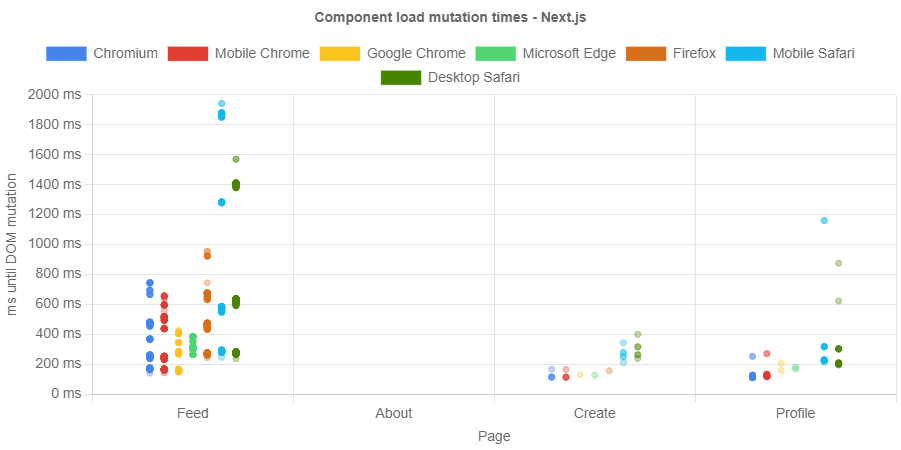 Component load mutation times - Next.js
Chromium Mobile Chrome Google Chrome Microsoft Edge Firefox Mobile Safari
Desktop Safari
2000 ms
1800 ms
1600 ms
1400 ms
1200 ms
1000 ms
800 ms
600 ms
400 ms
200 ms
0 ms
ms until DOM mutation
Feed About Create Profile
Page